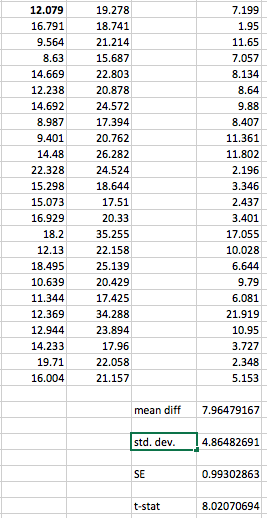 12.079 19.278 7.199
16.791 18.741 1.95
9.564 21.214 11.65
8.63 15.687 7.057
14.669 22.803 8.134
12.238 20.878 8.64
14.692 24.572 9.88
8.987 17.394 8.407
9.401 20.762 11.361
14.48 26.282 11.802
22.328 24.524 2.196
15.298 18.644 3.346
15.073 17.51 2.437
16.929 20.33 3.401
18.2 35.255 17.055
12.13 22.158 10.028
18.495 25.139 6.644
10.639 20.429 9.79
11.344 17.425 6.081
12.369 34.288 21.919
12.944 23.894 10.95
14.233 17.96 3.727
19.71 22.058 2.348
16.004 21.157 5.153
mean diff 7.96479167
std. dev. 4.86482691
SE 0.99302863
t-stat 8.02070694